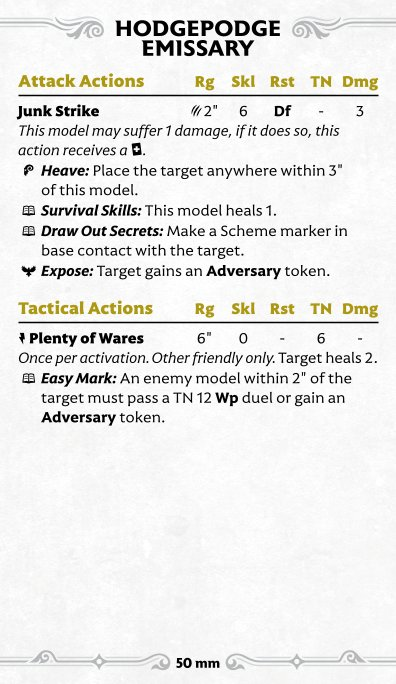 HODGEPODGE
EMISSARY
Attack Actions Rg Skl Rst TN Dmg
Junk Strike 2" 6 Df - 3
This model may suffer 1 damage, if it does so, this
action receives a .
Heave: Place the target anywhere within 3"
of this model.
Survival Skills: This model heals 1.
Draw Out Secrets: Make a Scheme marker in
base contact with the target.
Expose: Target gains an Adversary token.
Tactical Actions Rg Skl Rst TN Dmg
Plenty of Wares 6" 0 - 6 -
Once per activation. Other friendly only. Target heals 2.
Easy Mark: An enemy model within 2" of the
target must pass a TN 12 Wp duel or gain an
Adversary token.
50 mm